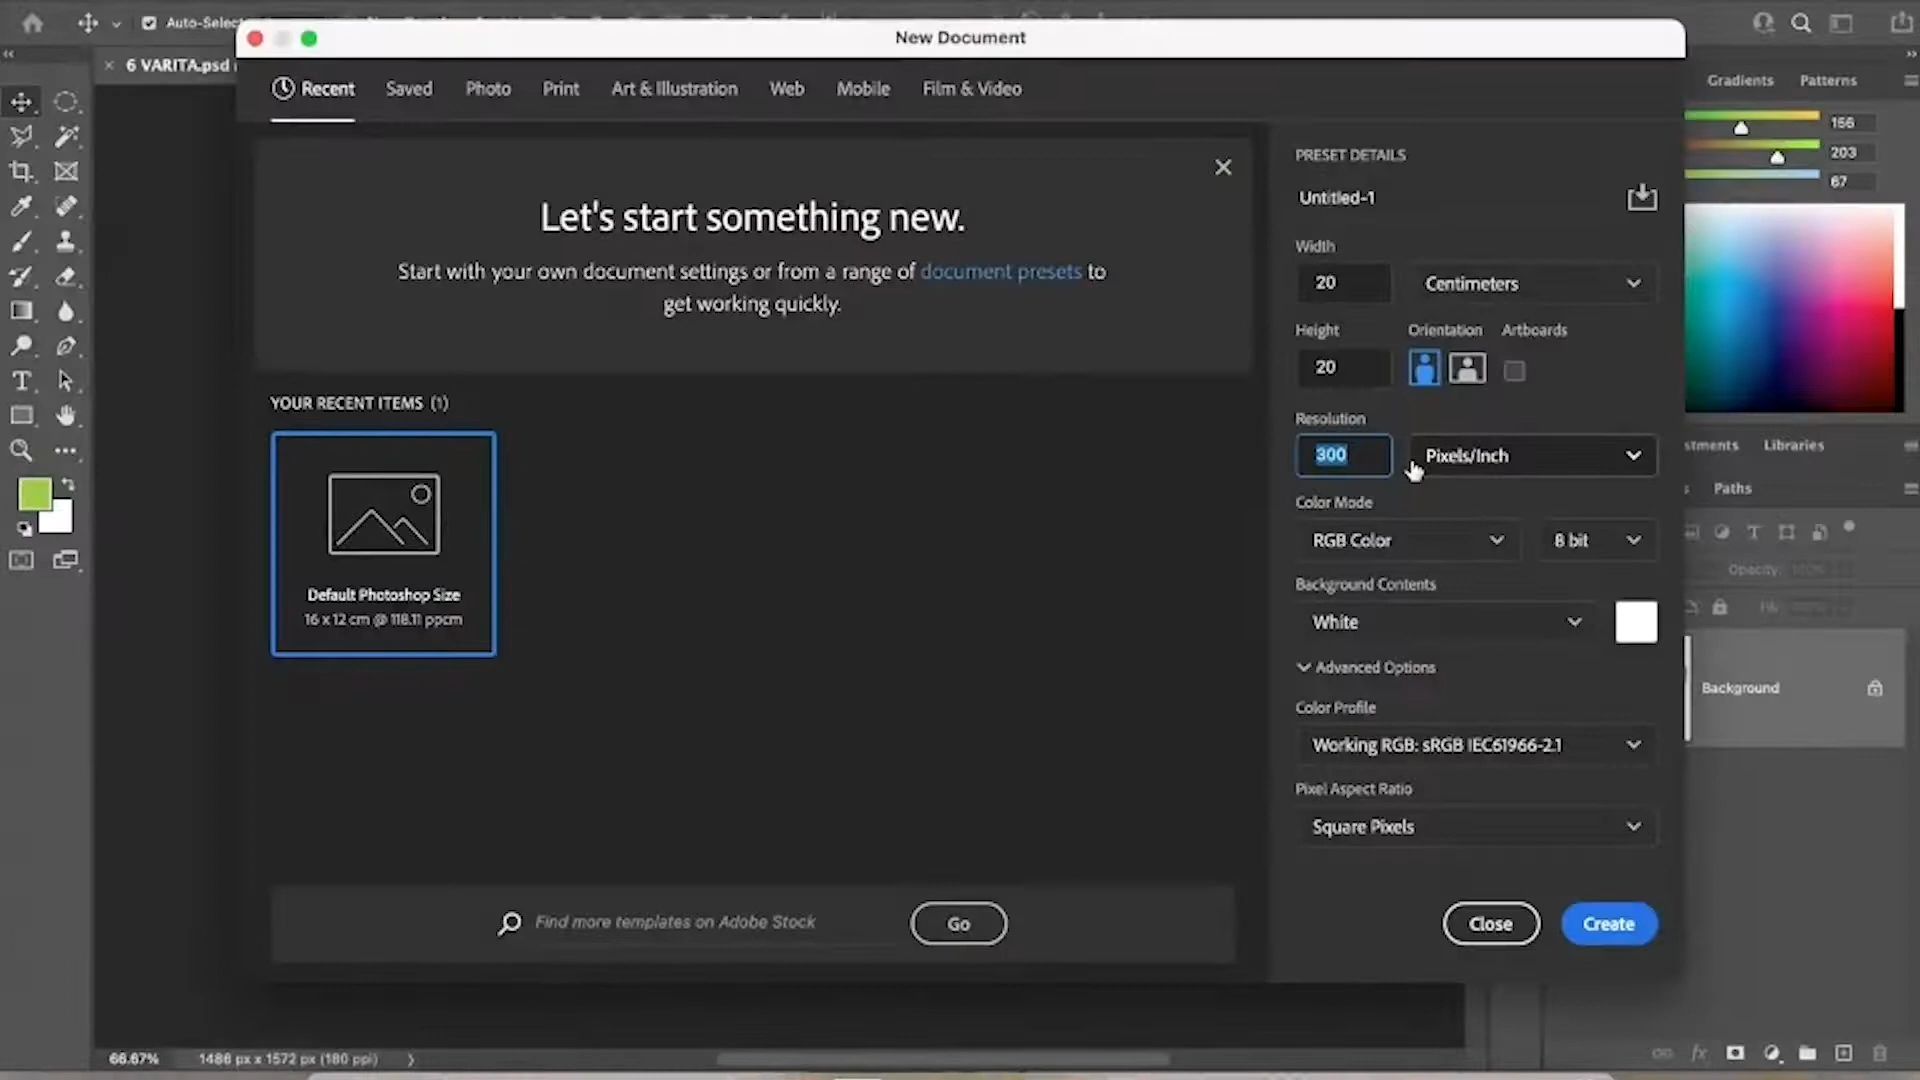 Auto-Select
New Document
6 VARITA.psd
Recent
Saved
Photo
Print
Art & Illustration
Web
Mobile
Film & Video
Gradients
Patterns
156
203
67
Let's start something new.
Start with your own document settings or from a range of document presets to
get working quickly.
YOUR RECENT ITEMS (1)
Default Photoshop Size
16 x 12 cm @ 118.11 ppcm
Find more templates on Adobe Stock
Go
PRESET DETAILS
Untitled-1
Width
20
Centimeters
Height
Orientation
Artboards
20
Resolution
300
Pixels/Inch
Color Mode
RGB Color
8 bit
Background Contents
White
Advanced Options
Color Profile
Working RGB: sRGB IEC61966-2.1
Pixel Aspect Ratio
Square Pixels
Close
Create
stments
Libraries
s
Paths
Opacity:
Background
66.67%
1486 px x 1572 px (180 ppi)
fx